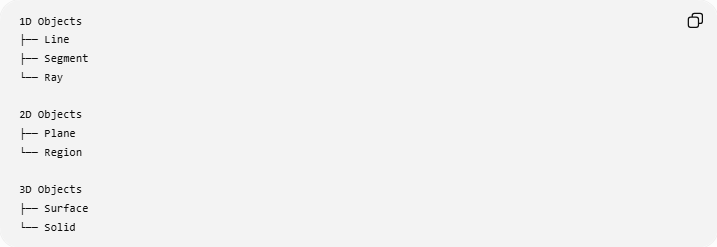 1D Objects
├── Line
├── Segment
└── Ray
2D Objects
├── Plane
└── Region
3D Objects
├── Surface
└── Solid